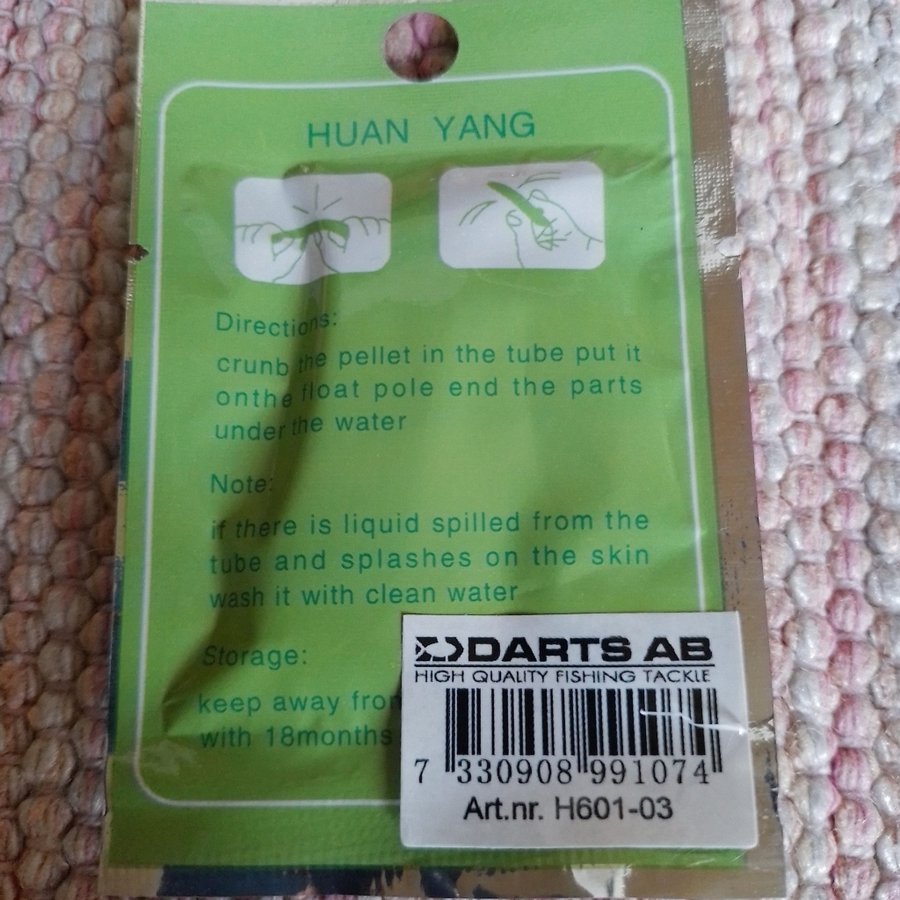 HUAN YANG
Directions:
crunb the pellet in the tube put it
onthe float pole end the parts
under the water
Note:
if there is liquid spilled from the
tube and splashes on the skin
wash it with clean water
Storage:
keep away from
with 18months
DARTS AB
HIGH QUALITY FISHING TACKLE
7 330908 991074
Art.nr. H601-03